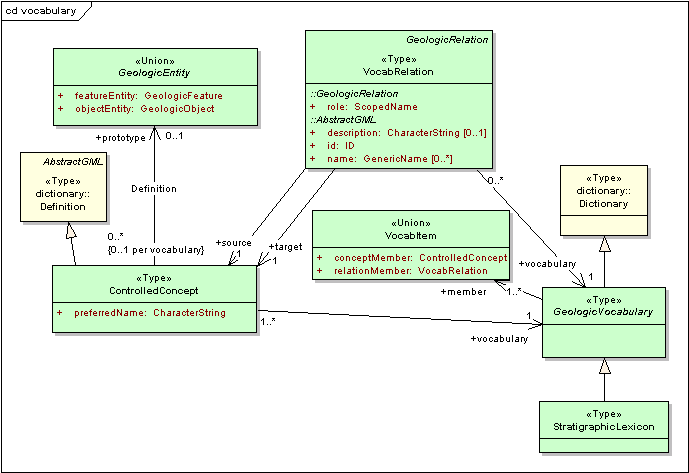 cd vocabulary
«Union»
GeologicEntity
+ featureEntity: GeologicFeature
+ objectEntity: GeologicObject
GeologicRelation
«Type»
VocabRelation
::GeologicRelation
+ role: ScopedName
::AbstractGML
+ description: CharacterString [0..1]
+ id: ID
+ name: GenericName [0..*]
+prototype 0..1
Definition
AbstractGML
«Type»
dictionary::
Definition
0..*
{0..1 per vocabulary}
«Type»
dictionary::
Dictionary
0..*
+source
1
+target
1
«Union»
VocabItem
+ conceptMember: ControlledConcept
+ relationMember: VocabRelation
+vocabulary
1
+member 1..*
«Type»
ControlledConcept
+ preferredName: CharacterString
1..*
1
+vocabulary
«Type»
GeologicVocabulary
«Type»
StratigraphicLexicon